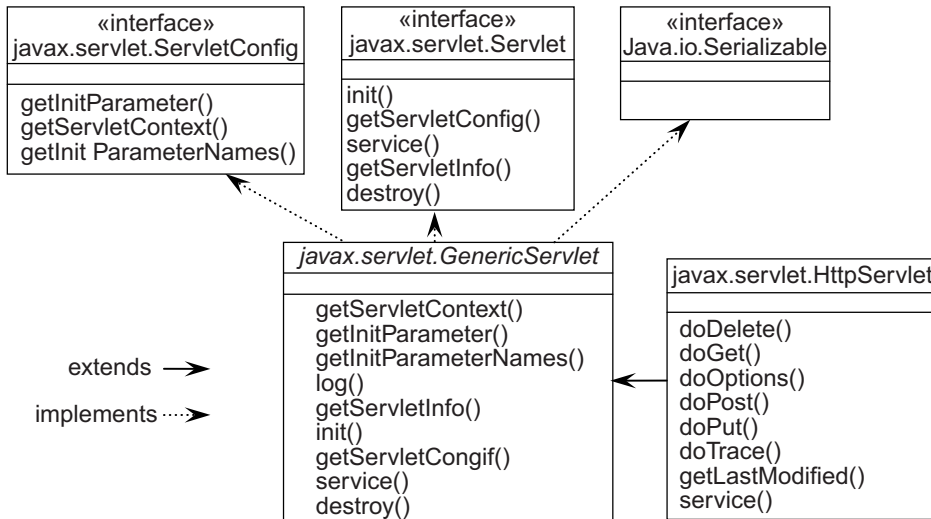 «interface»
javax.servlet.ServletConfig
getInitParameter()
getServletContext()
getInit ParameterNames()
«interface»
javax.servlet.Servlet
init()
getServletConfig()
service()
getServletInfo()
destroy()
«interface»
Java.io.Serializable
javax.servlet.GenericServlet
getServletContext()
getInitParameter()
getInitParameterNames()
log()
getServletInfo()
init()
getServletCongif()
service()
destroy()
javax.servlet.HttpServlet
doDelete()
doGet()
doOptions()
doPost()
doPut()
doTrace()
getLastModified()
service()
extends
implements